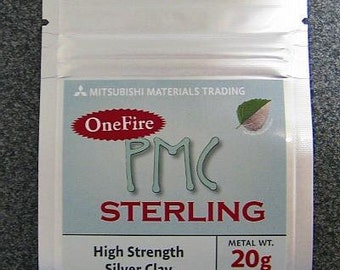 MITSUBISHI MATERIALS TRADING
OneFire
PMC
STERLING
High Strength
Silver Clay
METAL WT.
20g